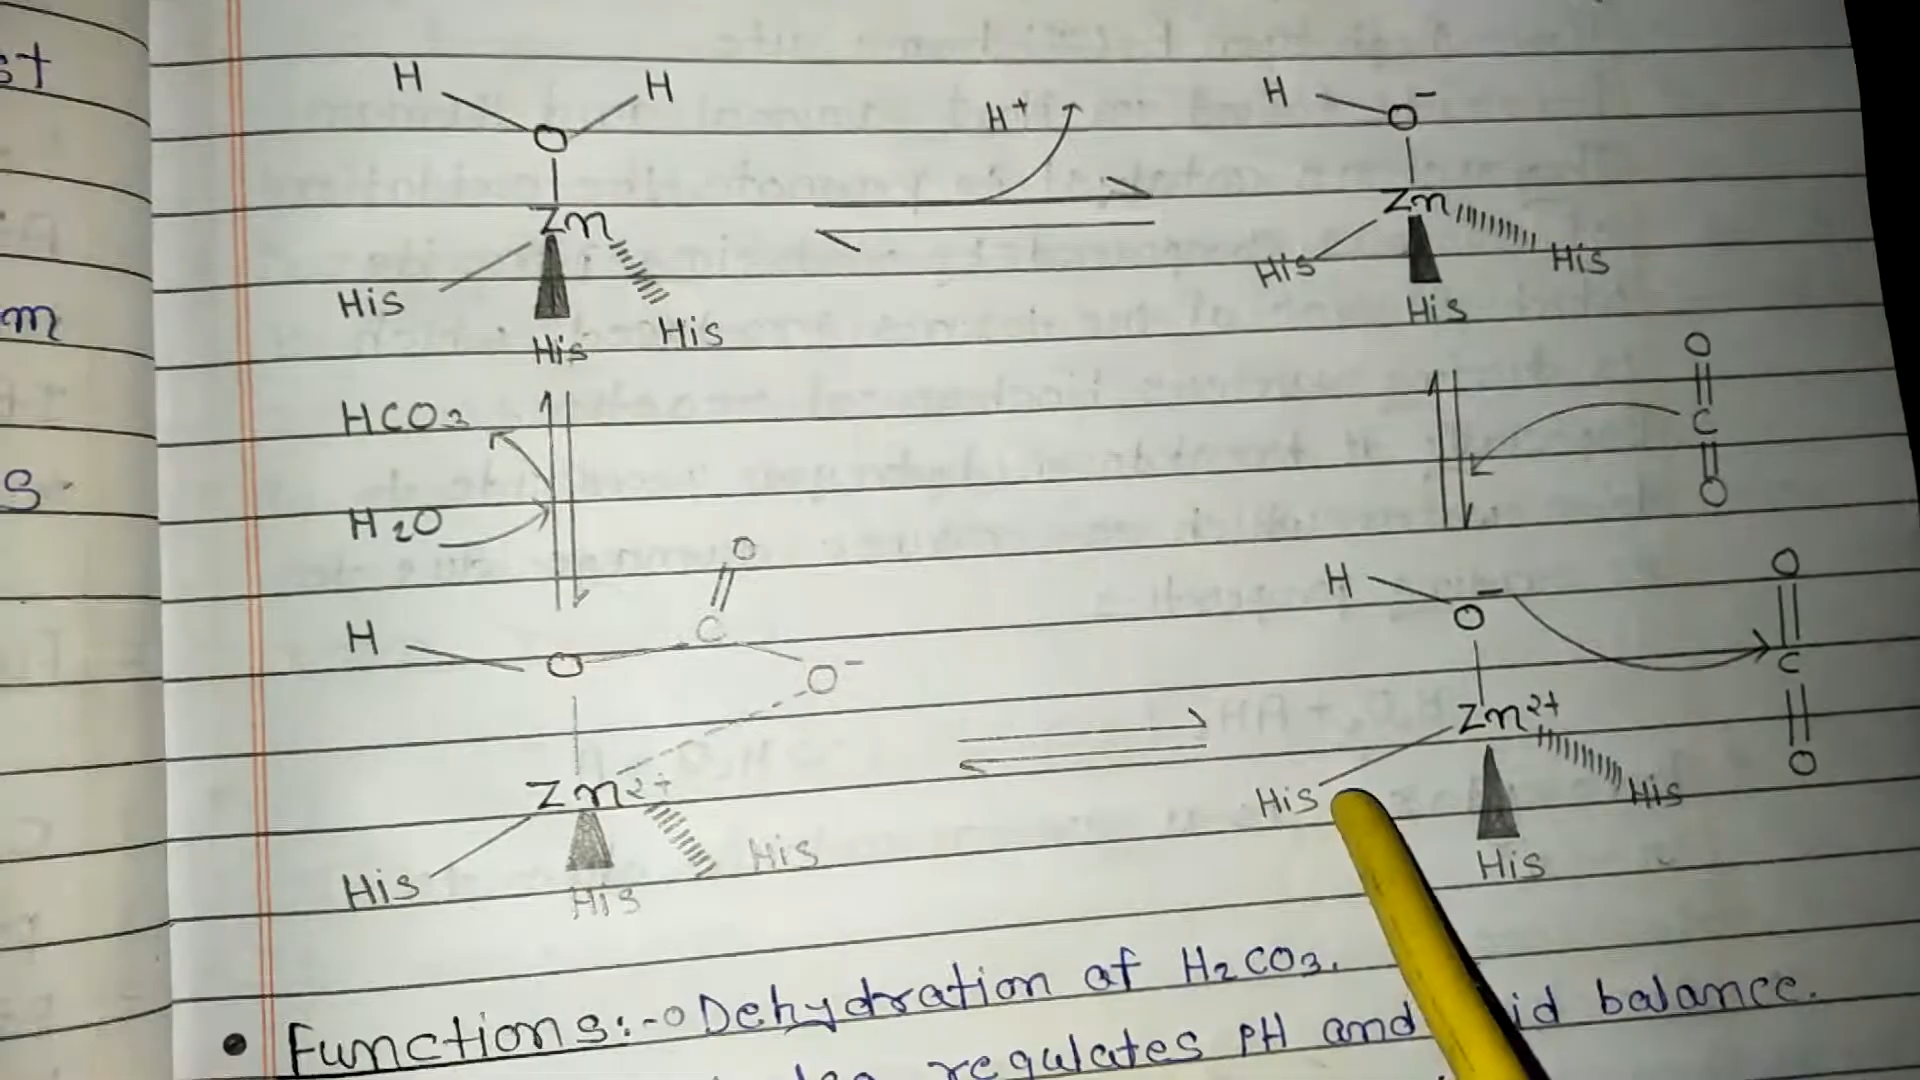 st
m
S.
H H H⁺ H O⁻
O
Zn Zn
His His His His
His His
HCO3 O
C
H2O O
O H O⁻ O
H O C O⁻ C
Zn²⁺ Zn²⁺ O
His His His His
His His
• Functions:-o Dehydration of H2CO3.
regulates pH and id balance.